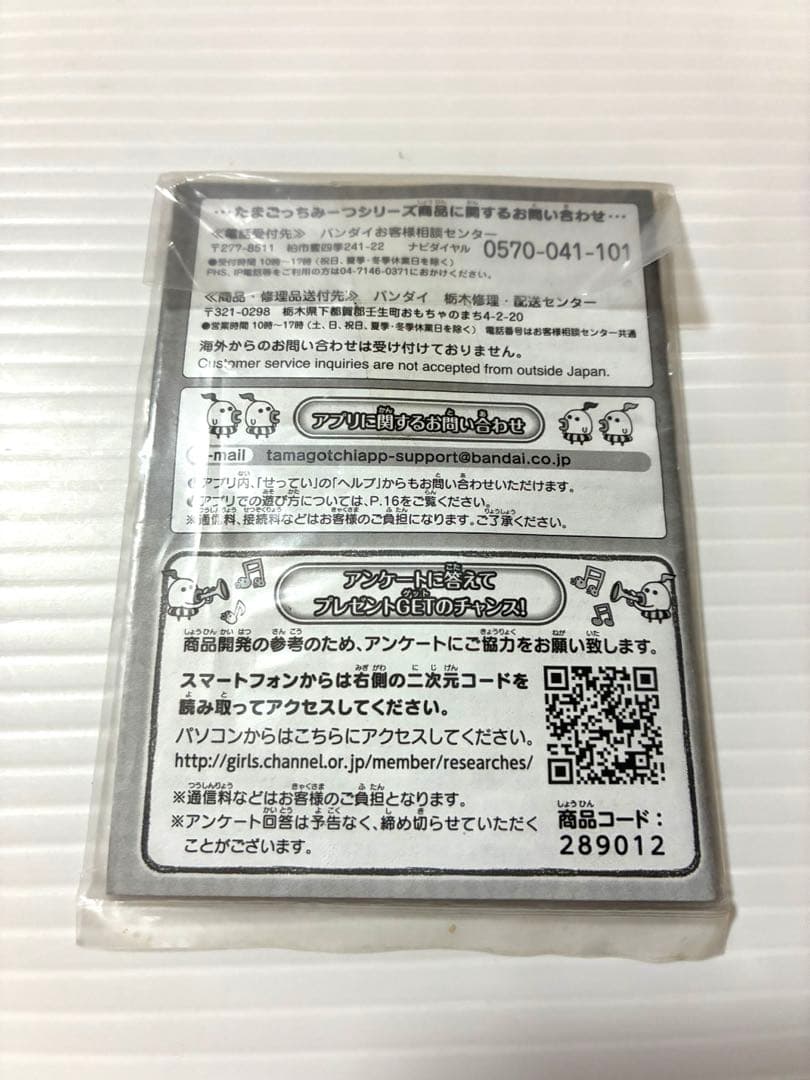 …たまごっちみーつシリーズ商品に関するお問い合わせ…
≪電話受付先≫ バンダイお客様相談センター
〒277-8511 柏市豊四季241-22 ナビダイヤル 0570-041-101
●受付時間 10時〜17時(祝日、夏季・冬季休業日を除く)
PHS、IP電話等をご利用の方は04-7146-0371におかけください。
≪商品・修理品送付先≫ バンダイ 栃木修理・配送センター
〒321-0298 栃木県下都賀郡壬生町おもちゃのまち4-2-20
●営業時間 10時〜17時(土、日、祝日、夏季・冬季休業日を除く) 電話番号はお客様相談センター共通
海外からのお問い合わせは受け付けておりません。
Customer service inquiries are not accepted from outside Japan.
アプリに関するお問い合わせ
-mail tamagotchiapp-support@bandai.co.jp
アプリ内、「せってい」の「ヘルプ」からもお問い合わせいただけます。
アプリでの遊び方については、P.16をご覧ください。
※通信料、接続料などはお客様のご負担になります。ご了承ください。
アンケートに答えて
プレゼントGETのチャンス!
商品開発の参考のため、アンケートにご協力をお願い致します。
スマートフォンからは右側の二次元コードを
読み取ってアクセスしてください。
パソコンからはこちらにアクセスしてください。
http://girls.channel.or.jp/member/researches/
※通信料などはお客様のご負担となります。
※アンケート回答は予告なく、締め切らせていただく
ことがございます。
商品コード:
289012